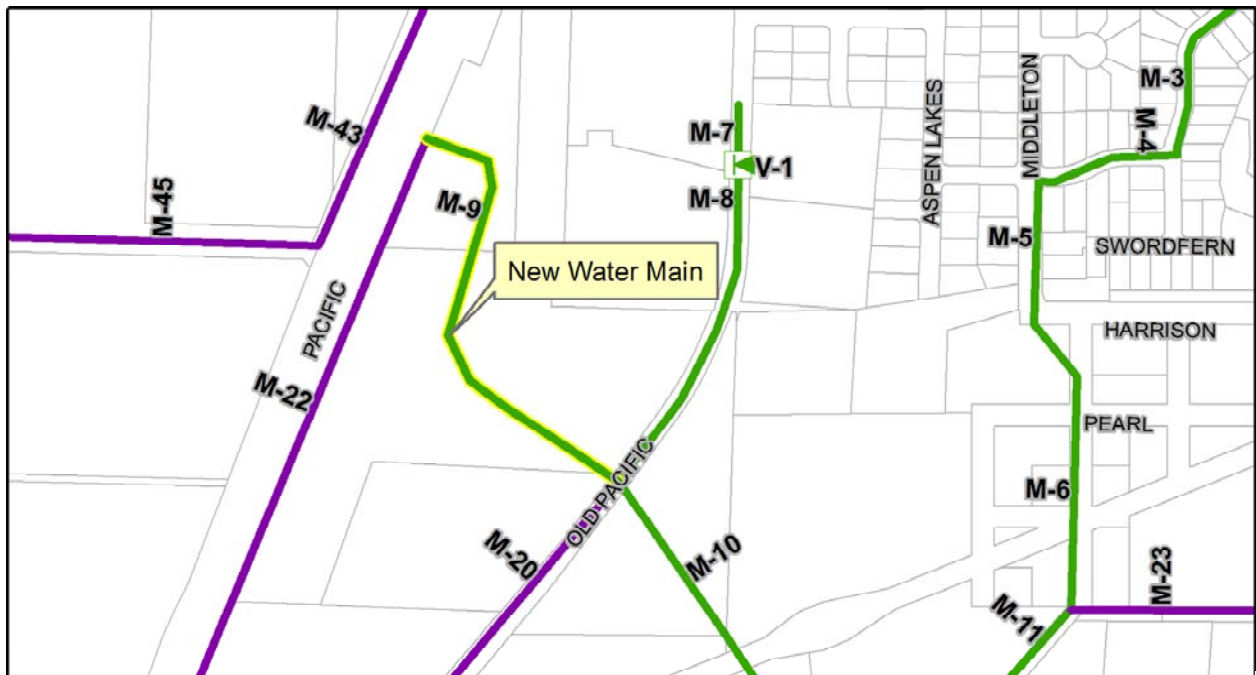 M-3
M-43
M-7
M-4
ASPEN LAKES
MIDDLETON
V-1
M-45
M-9
M-8
M-5
SWORDFERN
New Water Main
PACIFIC
HARRISON
M-22
PEARL
OLD PACIFIC
M-6
M-20
M-10
M-23
M-11